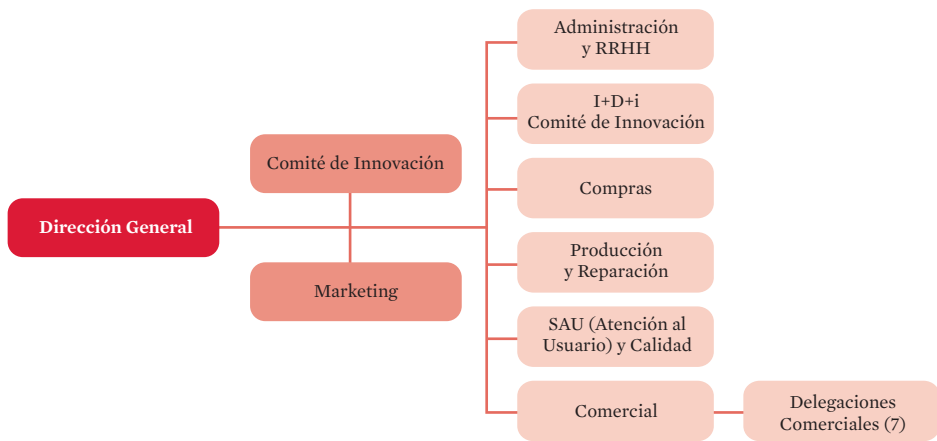 Dirección General
Comité de Innovación
Marketing
Administración
y RRHH
I+D+i
Comité de Innovación
Compras
Producción
y Reparación
SAU (Atención al
Usuario) y Calidad
Comercial
Delegaciones
Comerciales (7)